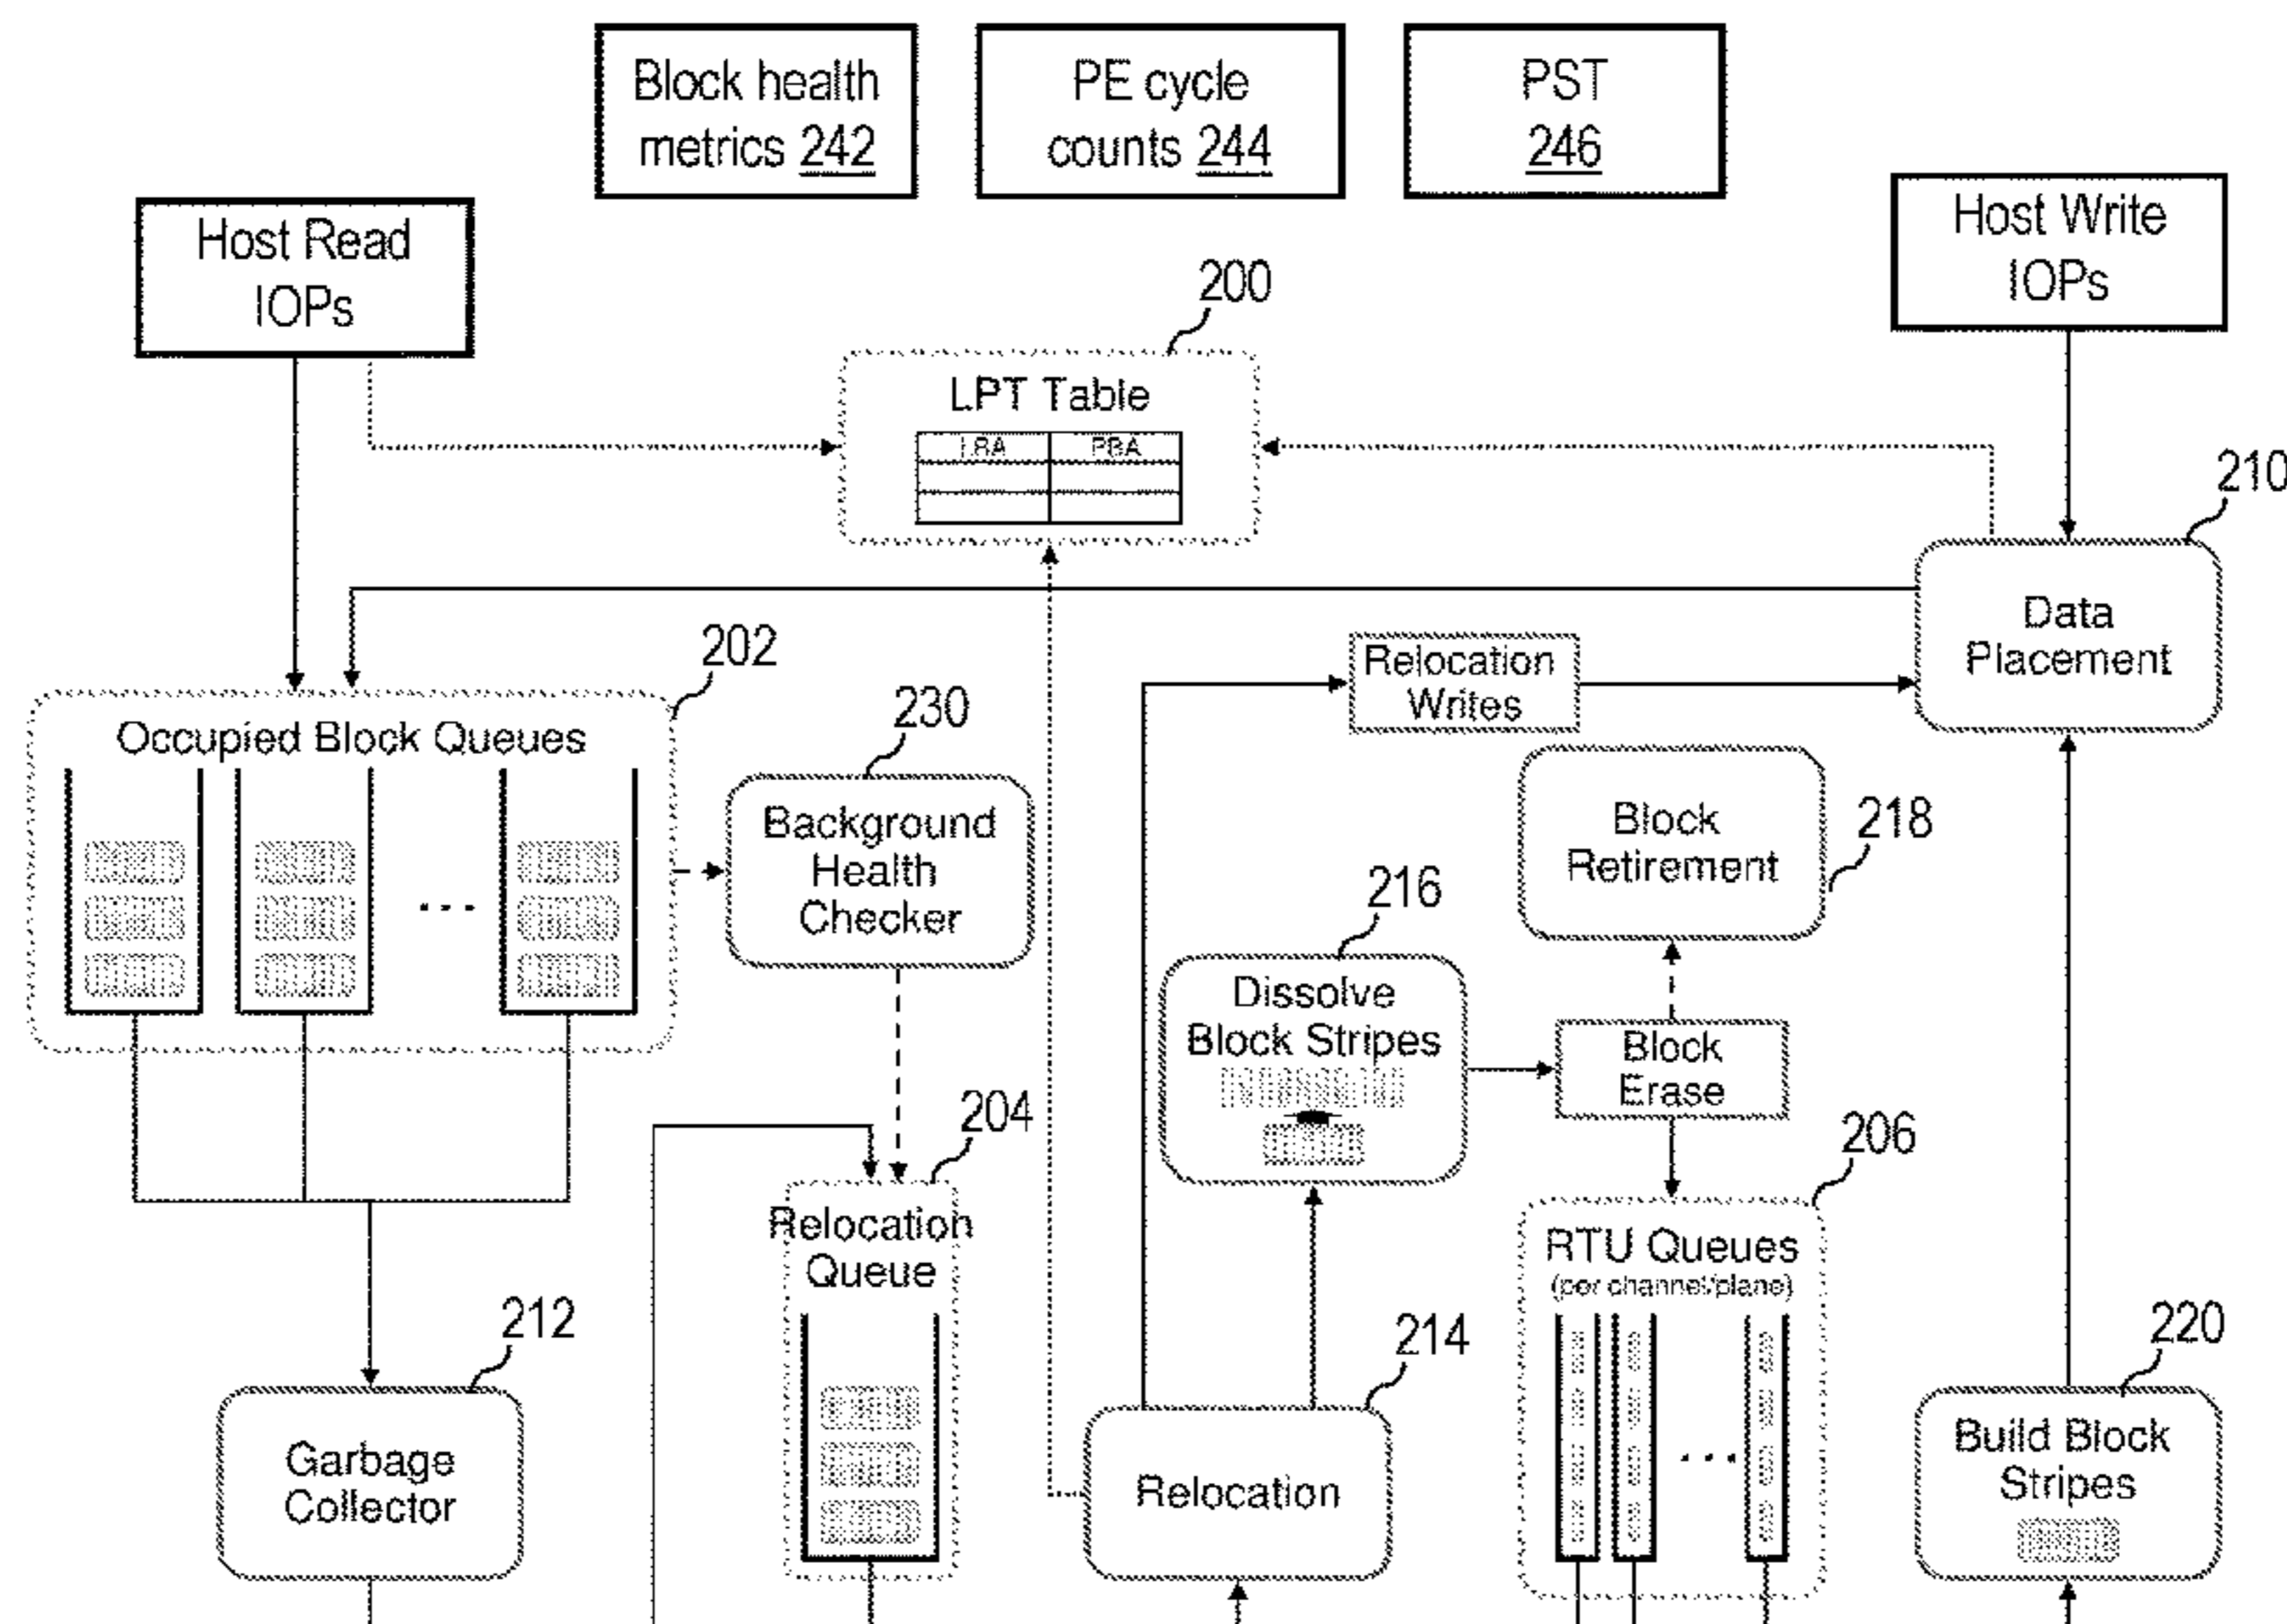 Block health
metrics 242
PE cycle
counts 244
PST
246
Host Read
IOPs
Host Write
IOPs
200
LPT Table
LBA PBA
210
Data
Placement
202
Occupied Block Queues
...
230
Background
Health
Checker
Relocation
Writes
Block
Retirement
218
216
Dissolve
Block Stripes
Block
Erase
204
Relocation
Queue
206
RTU Queues
(per channel/plane)
...
212
Garbage
Collector
214
Relocation
220
Build Block
Stripes